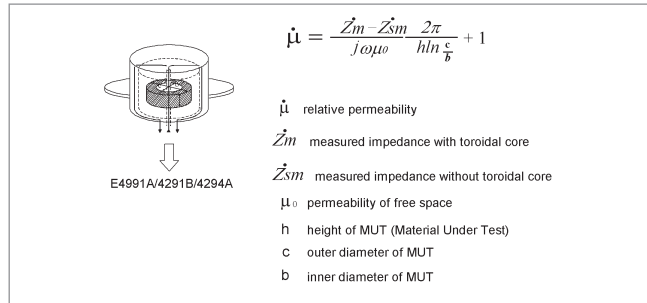 μ̇ = (Żm − Żsm) / (jωμ₀) · 2π / (h ln c/b) + 1
μ̇ relative permeability
Żm measured impedance with toroidal core
Żsm measured impedance without toroidal core
μ₀ permeability of free space
h height of MUT (Material Under Test)
c outer diameter of MUT
b inner diameter of MUT
E4991A/4291B/4294A